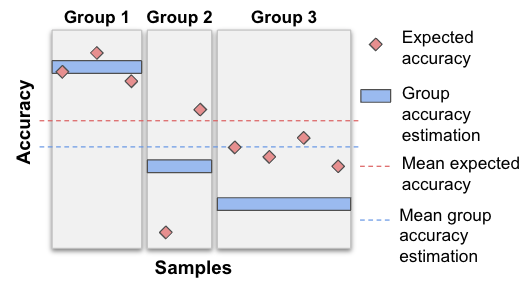 Group 1 Group 2 Group 3
Accuracy
Samples
Expected
accuracy
Group
accuracy
estimation
Mean expected
accuracy
Mean group
accuracy
estimation